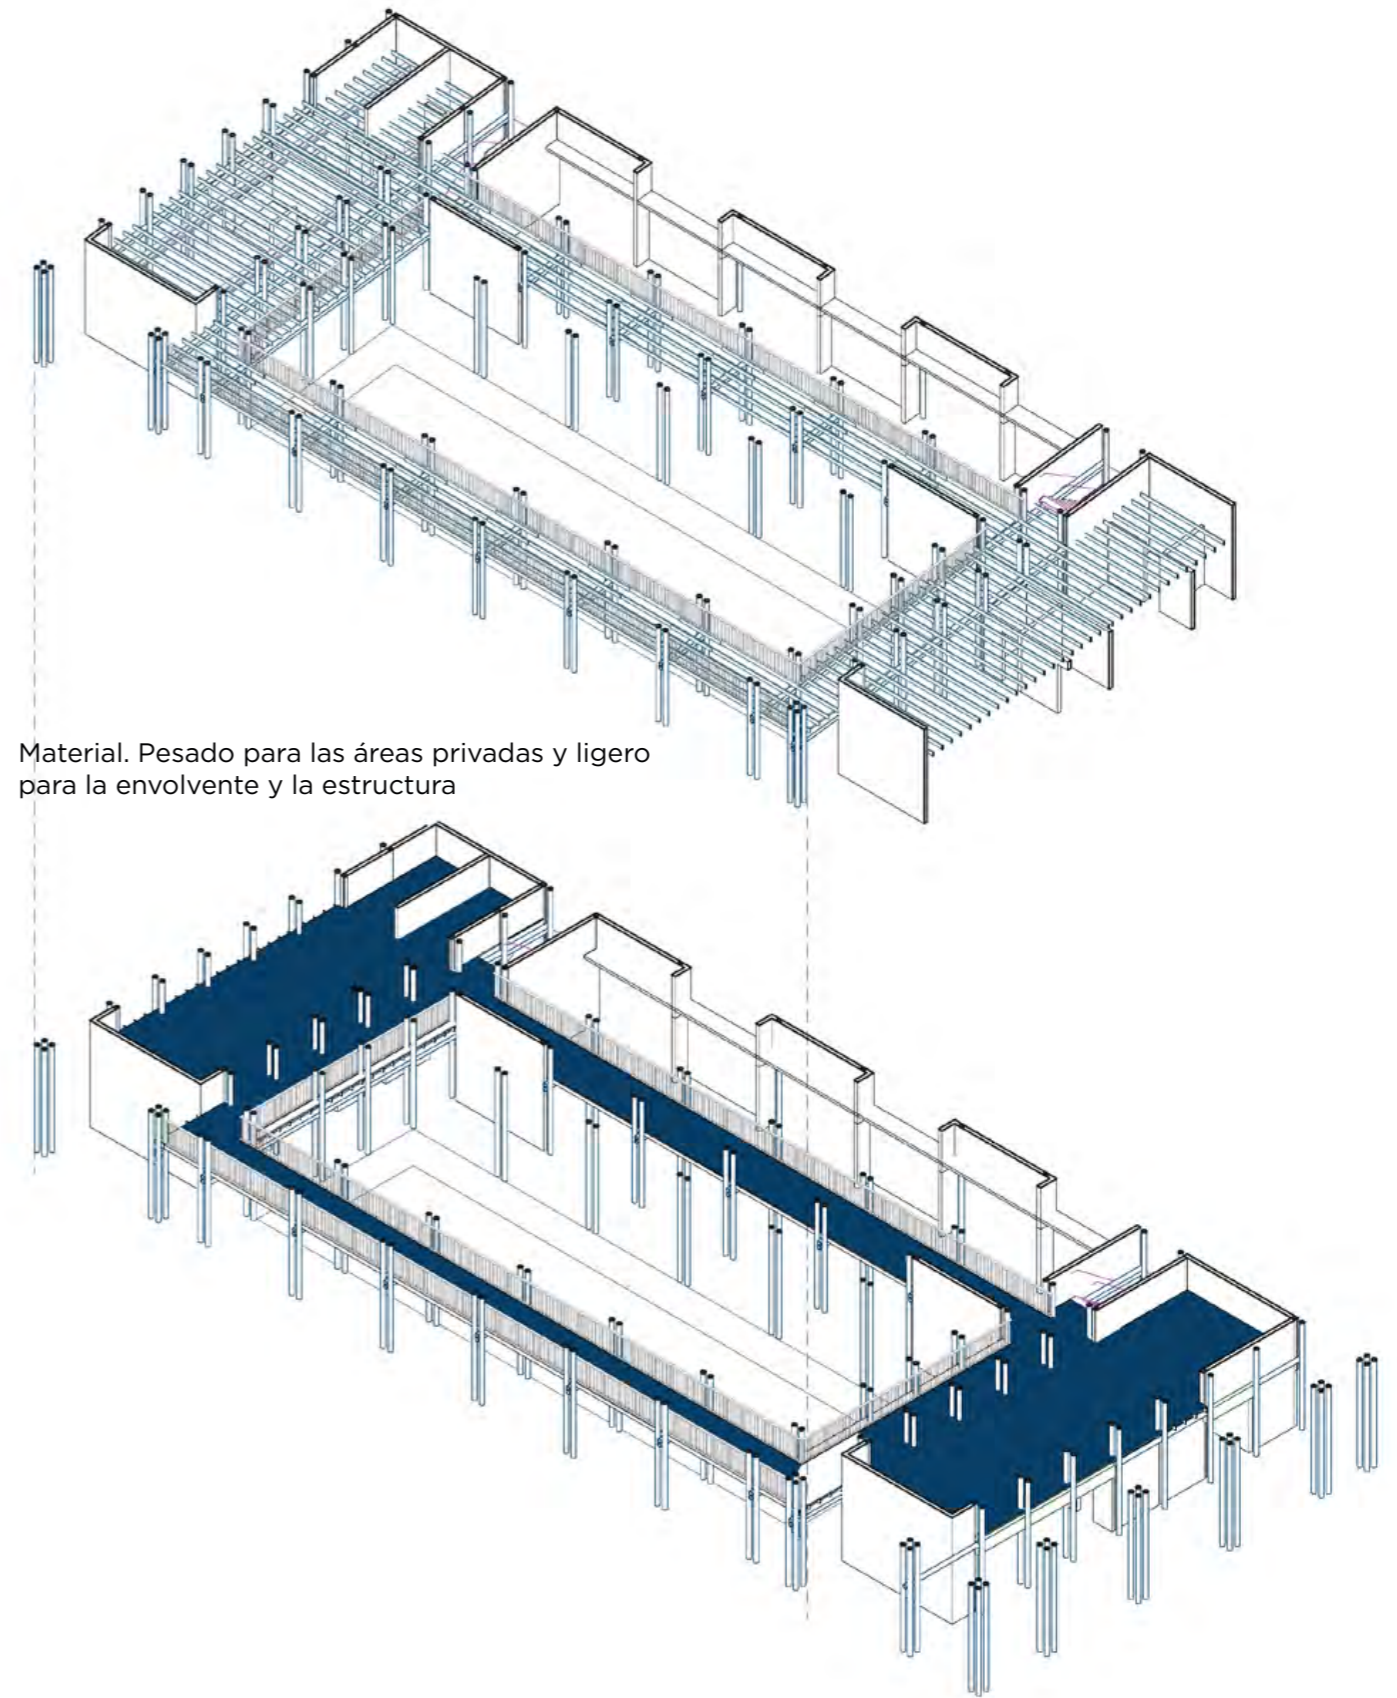 Material. Pesado para las áreas privadas y ligero
para la envolvente y la estructura